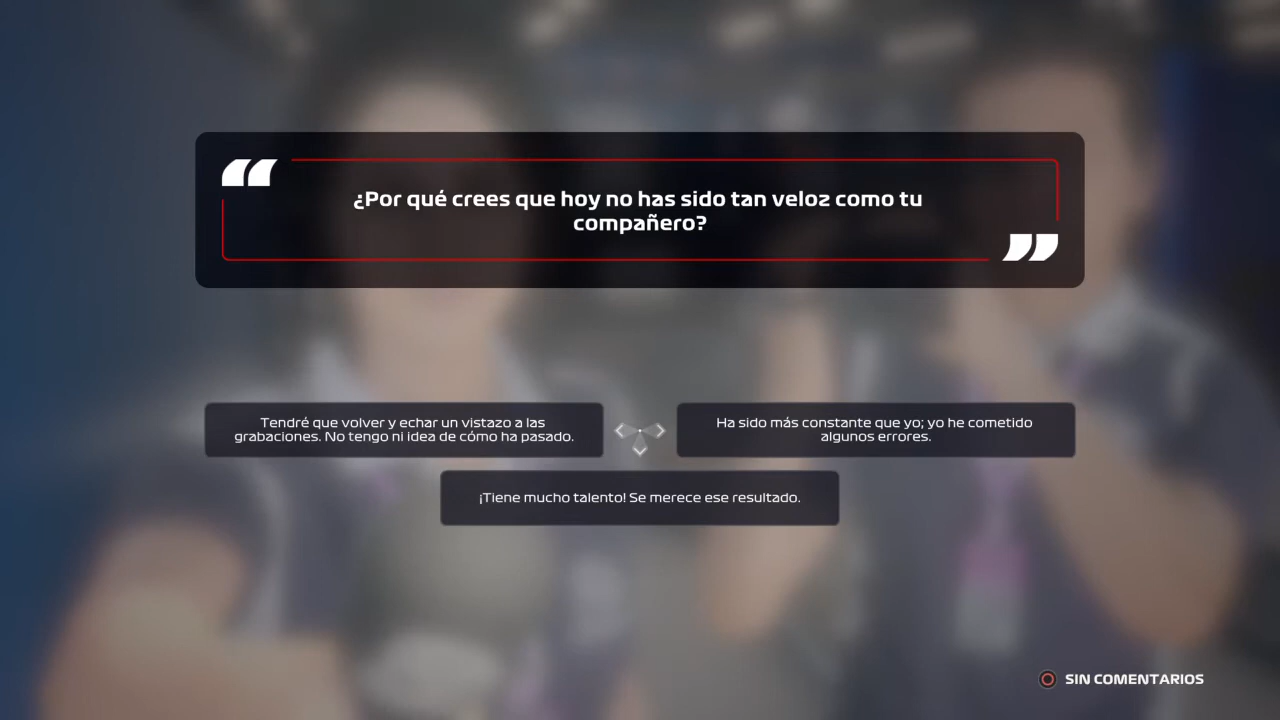 ¿Por qué crees que hoy no has sido tan veloz como tu
compañero?
Tendré que volver y echar un vistazo a las
grabaciones. No tengo ni idea de cómo ha pasado.
Ha sido más constante que yo; yo he cometido
algunos errores.
¡Tiene mucho talento! Se merece ese resultado.
SIN COMENTARIOS